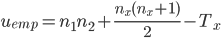 u_{emp} = n_1 n_2 + \frac{n_x(n_x+1)}{2} - T_x